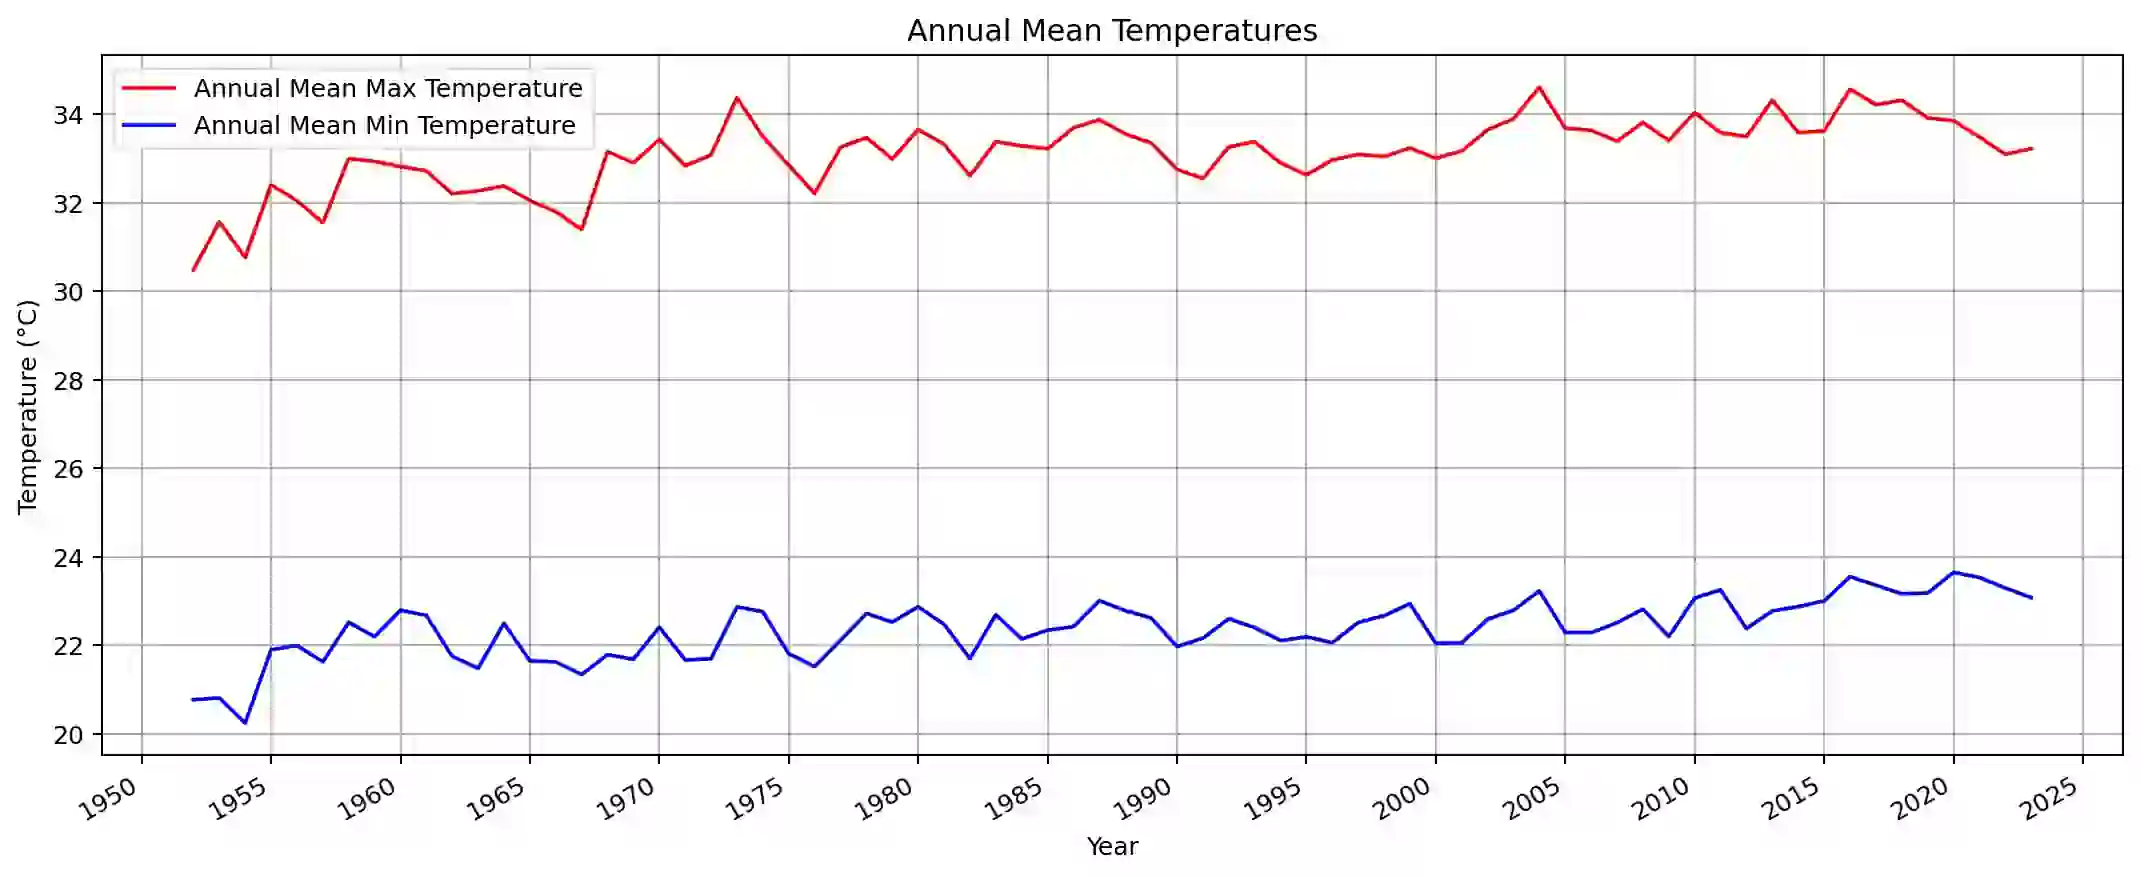 Annual Mean Temperatures
Annual Mean Max Temperature
Annual Mean Min Temperature
34
32
30
28
26
24
22
20
Temperature (°C)
1950 1955 1960 1965 1970 1975 1980 1985 1990 1995 2000 2005 2010 2015 2020 2025
Year